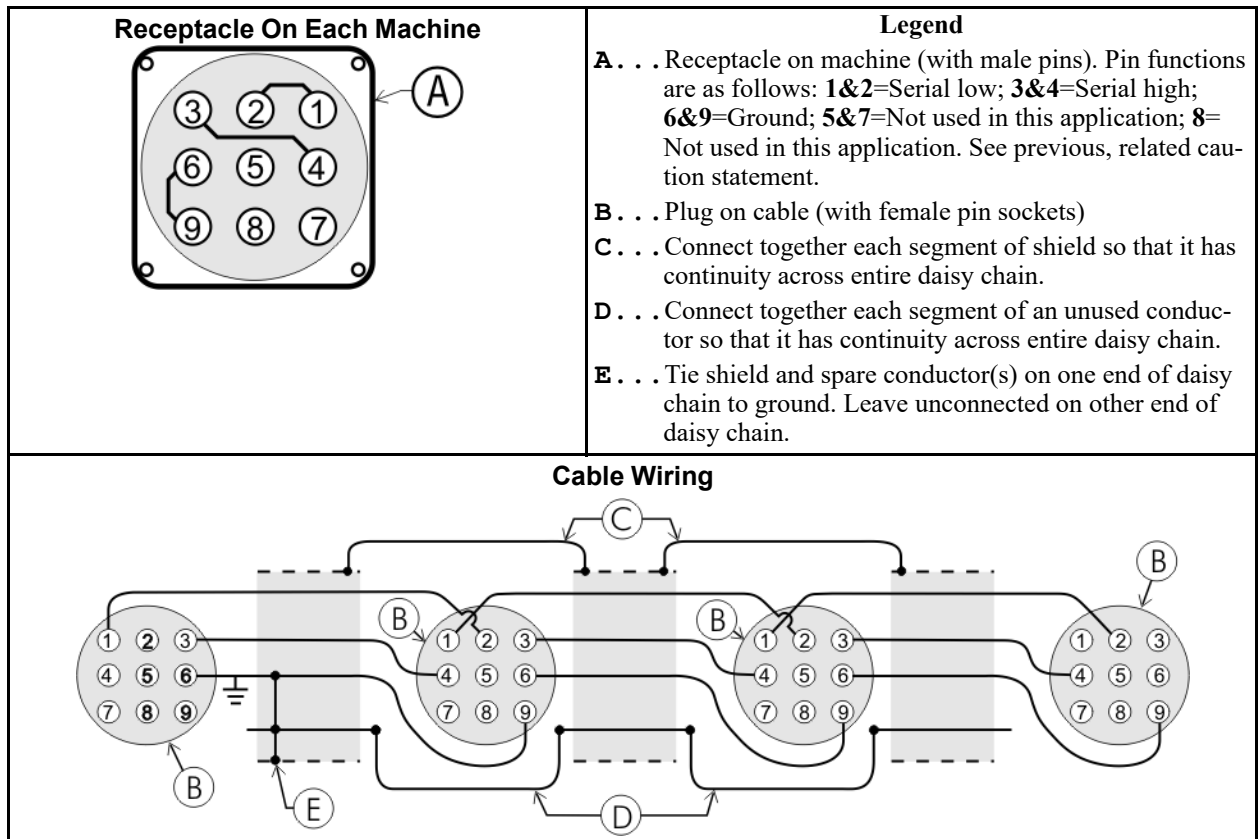 Receptacle On Each Machine
A
3 2 1
6 5 4
9 8 7
Legend
A . . . Receptacle on machine (with male pins). Pin functions
are as follows: 1&2=Serial low; 3&4=Serial high;
6&9=Ground; 5&7=Not used in this application; 8=
Not used in this application. See previous, related cau-
tion statement.
B . . . Plug on cable (with female pin sockets)
C . . . Connect together each segment of shield so that it has
continuity across entire daisy chain.
D . . . Connect together each segment of an unused conduc-
tor so that it has continuity across entire daisy chain.
E . . . Tie shield and spare conductor(s) on one end of daisy
chain to ground. Leave unconnected on other end of
daisy chain.
Cable Wiring
C
B
B
B
1 2 3
4 5 6
7 8 9
1 2 3
4 5 6
7 8 9
1 2 3
4 5 6
7 8 9
1 2 3
4 5 6
7 8 9
B
E
D